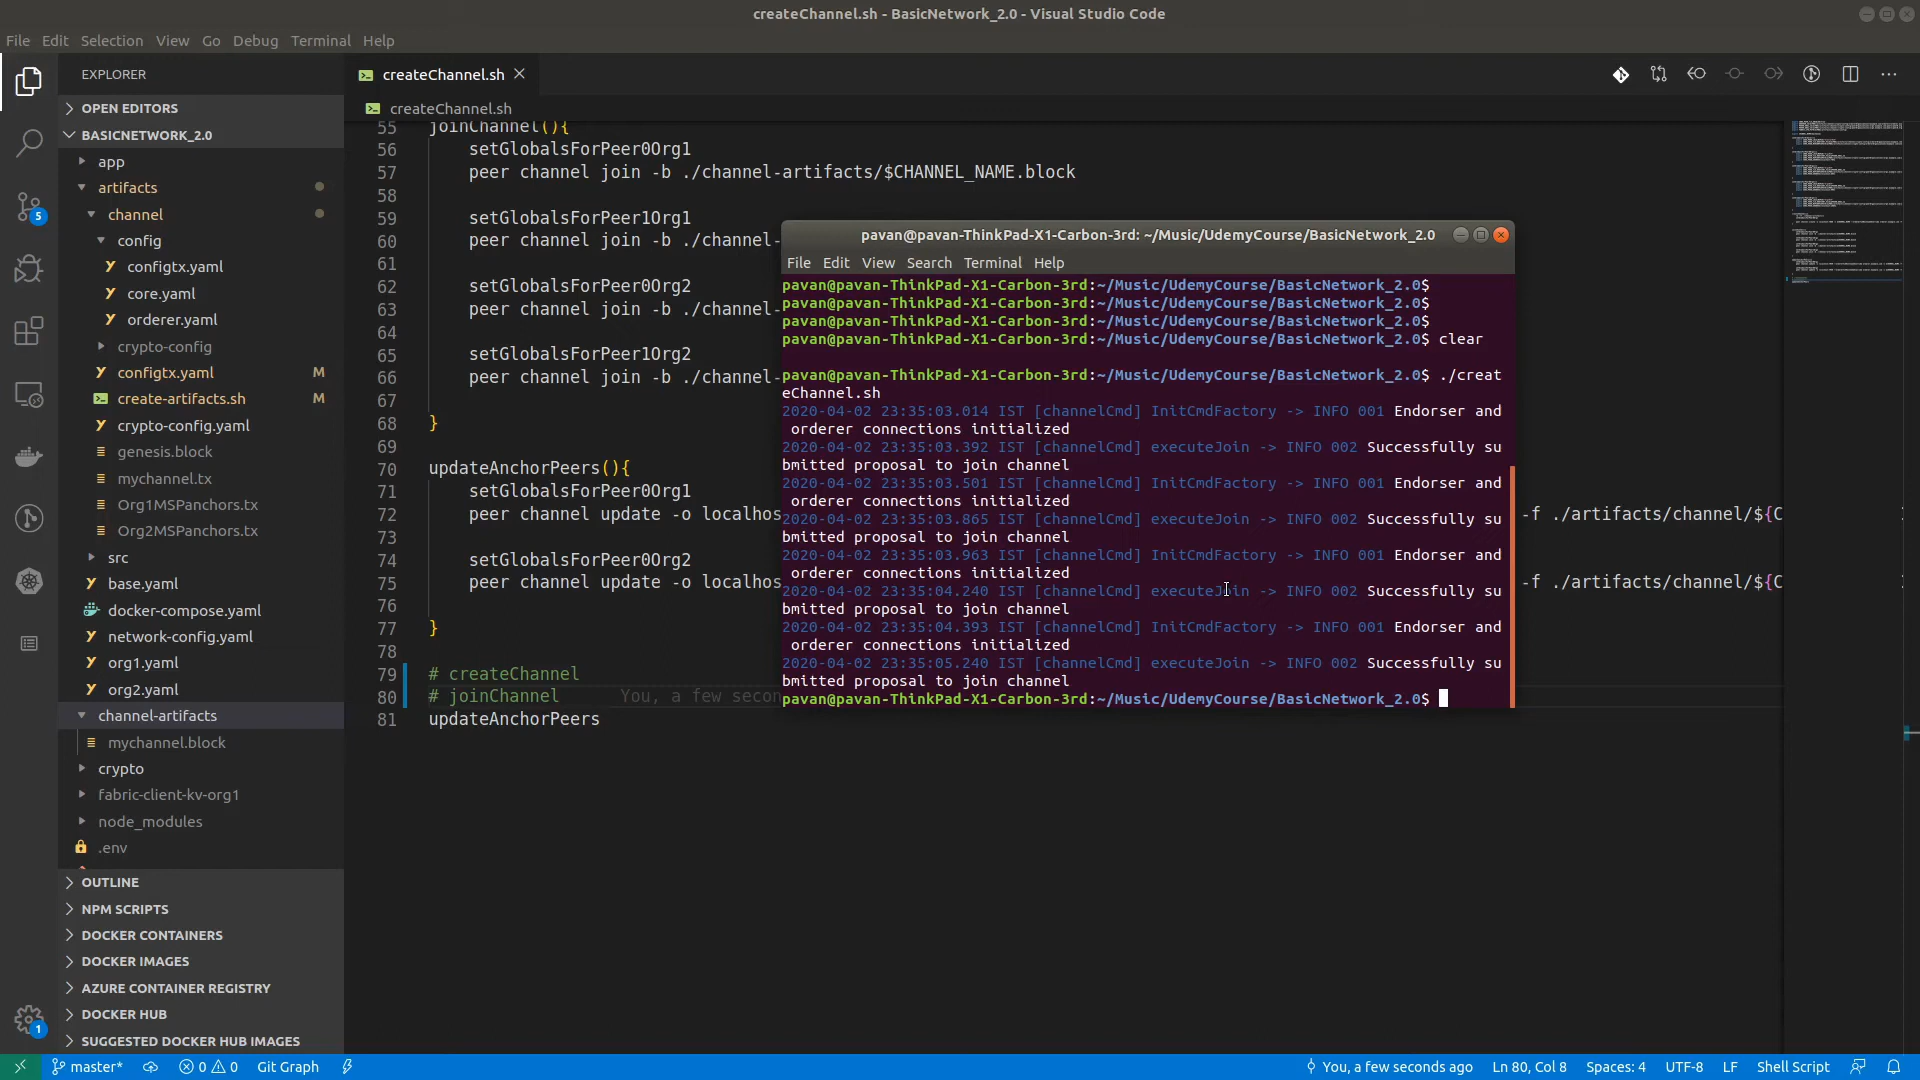 createChannel.sh - BasicNetwork_2.0 - Visual Studio Code
File Edit Selection View Go Debug Terminal Help
EXPLORER
OPEN EDITORS
BASICNETWORK_2.0
app
artifacts
channel
config
configtx.yaml
core.yaml
orderer.yaml
crypto-config
configtx.yaml M
create-artifacts.sh M
crypto-config.yaml
genesis.block
mychannel.tx
Org1MSPanchors.tx
Org2MSPanchors.tx
src
base.yaml
docker-compose.yaml
network-config.yaml
org1.yaml
org2.yaml
channel-artifacts
mychannel.block
crypto
fabric-client-kv-org1
node_modules
.env
OUTLINE
NPM SCRIPTS
DOCKER CONTAINERS
DOCKER IMAGES
AZURE CONTAINER REGISTRY
DOCKER HUB
SUGGESTED DOCKER HUB IMAGES
5
1
createChannel.sh
createChannel.sh
55 joinChannel(){
56 setGlobalsForPeer0Org1
57 peer channel join -b ./channel-artifacts/$CHANNEL_NAME.block
58
59 setGlobalsForPeer1Org1
60 peer channel join -b ./channel-
61
62 setGlobalsForPeer0Org2
63 peer channel join -b ./channel-
64
65 setGlobalsForPeer1Org2
66 peer channel join -b ./channel-
67
68 }
69
70 updateAnchorPeers(){
71 setGlobalsForPeer0Org1
72 peer channel update -o localhos -f ./artifacts/channel/${C
73
74 setGlobalsForPeer0Org2
75 peer channel update -o localhos -f ./artifacts/channel/${C
76
77 }
78
79 # createChannel
80 # joinChannel You, a few secon
81 updateAnchorPeers
pavan@pavan-ThinkPad-X1-Carbon-3rd: ~/Music/UdemyCourse/BasicNetwork_2.0
File Edit View Search Terminal Help
pavan@pavan-ThinkPad-X1-Carbon-3rd:~/Music/UdemyCourse/BasicNetwork_2.0$
pavan@pavan-ThinkPad-X1-Carbon-3rd:~/Music/UdemyCourse/BasicNetwork_2.0$
pavan@pavan-ThinkPad-X1-Carbon-3rd:~/Music/UdemyCourse/BasicNetwork_2.0$
pavan@pavan-ThinkPad-X1-Carbon-3rd:~/Music/UdemyCourse/BasicNetwork_2.0$ clear
pavan@pavan-ThinkPad-X1-Carbon-3rd:~/Music/UdemyCourse/BasicNetwork_2.0$ ./creat
eChannel.sh
2020-04-02 23:35:03.014 IST [channelCmd] InitCmdFactory -> INFO 001 Endorser and
orderer connections initialized
2020-04-02 23:35:03.392 IST [channelCmd] executeJoin -> INFO 002 Successfully su
bmitted proposal to join channel
2020-04-02 23:35:03.501 IST [channelCmd] InitCmdFactory -> INFO 001 Endorser and
orderer connections initialized
2020-04-02 23:35:03.865 IST [channelCmd] executeJoin -> INFO 002 Successfully su
bmitted proposal to join channel
2020-04-02 23:35:03.963 IST [channelCmd] InitCmdFactory -> INFO 001 Endorser and
orderer connections initialized
2020-04-02 23:35:04.240 IST [channelCmd] executeJoin -> INFO 002 Successfully su
bmitted proposal to join channel
2020-04-02 23:35:04.393 IST [channelCmd] InitCmdFactory -> INFO 001 Endorser and
orderer connections initialized
2020-04-02 23:35:05.240 IST [channelCmd] executeJoin -> INFO 002 Successfully su
bmitted proposal to join channel
pavan@pavan-ThinkPad-X1-Carbon-3rd:~/Music/UdemyCourse/BasicNetwork_2.0$
master* 0 0 Git Graph You, a few seconds ago Ln 80, Col 8 Spaces: 4 UTF-8 LF Shell Script